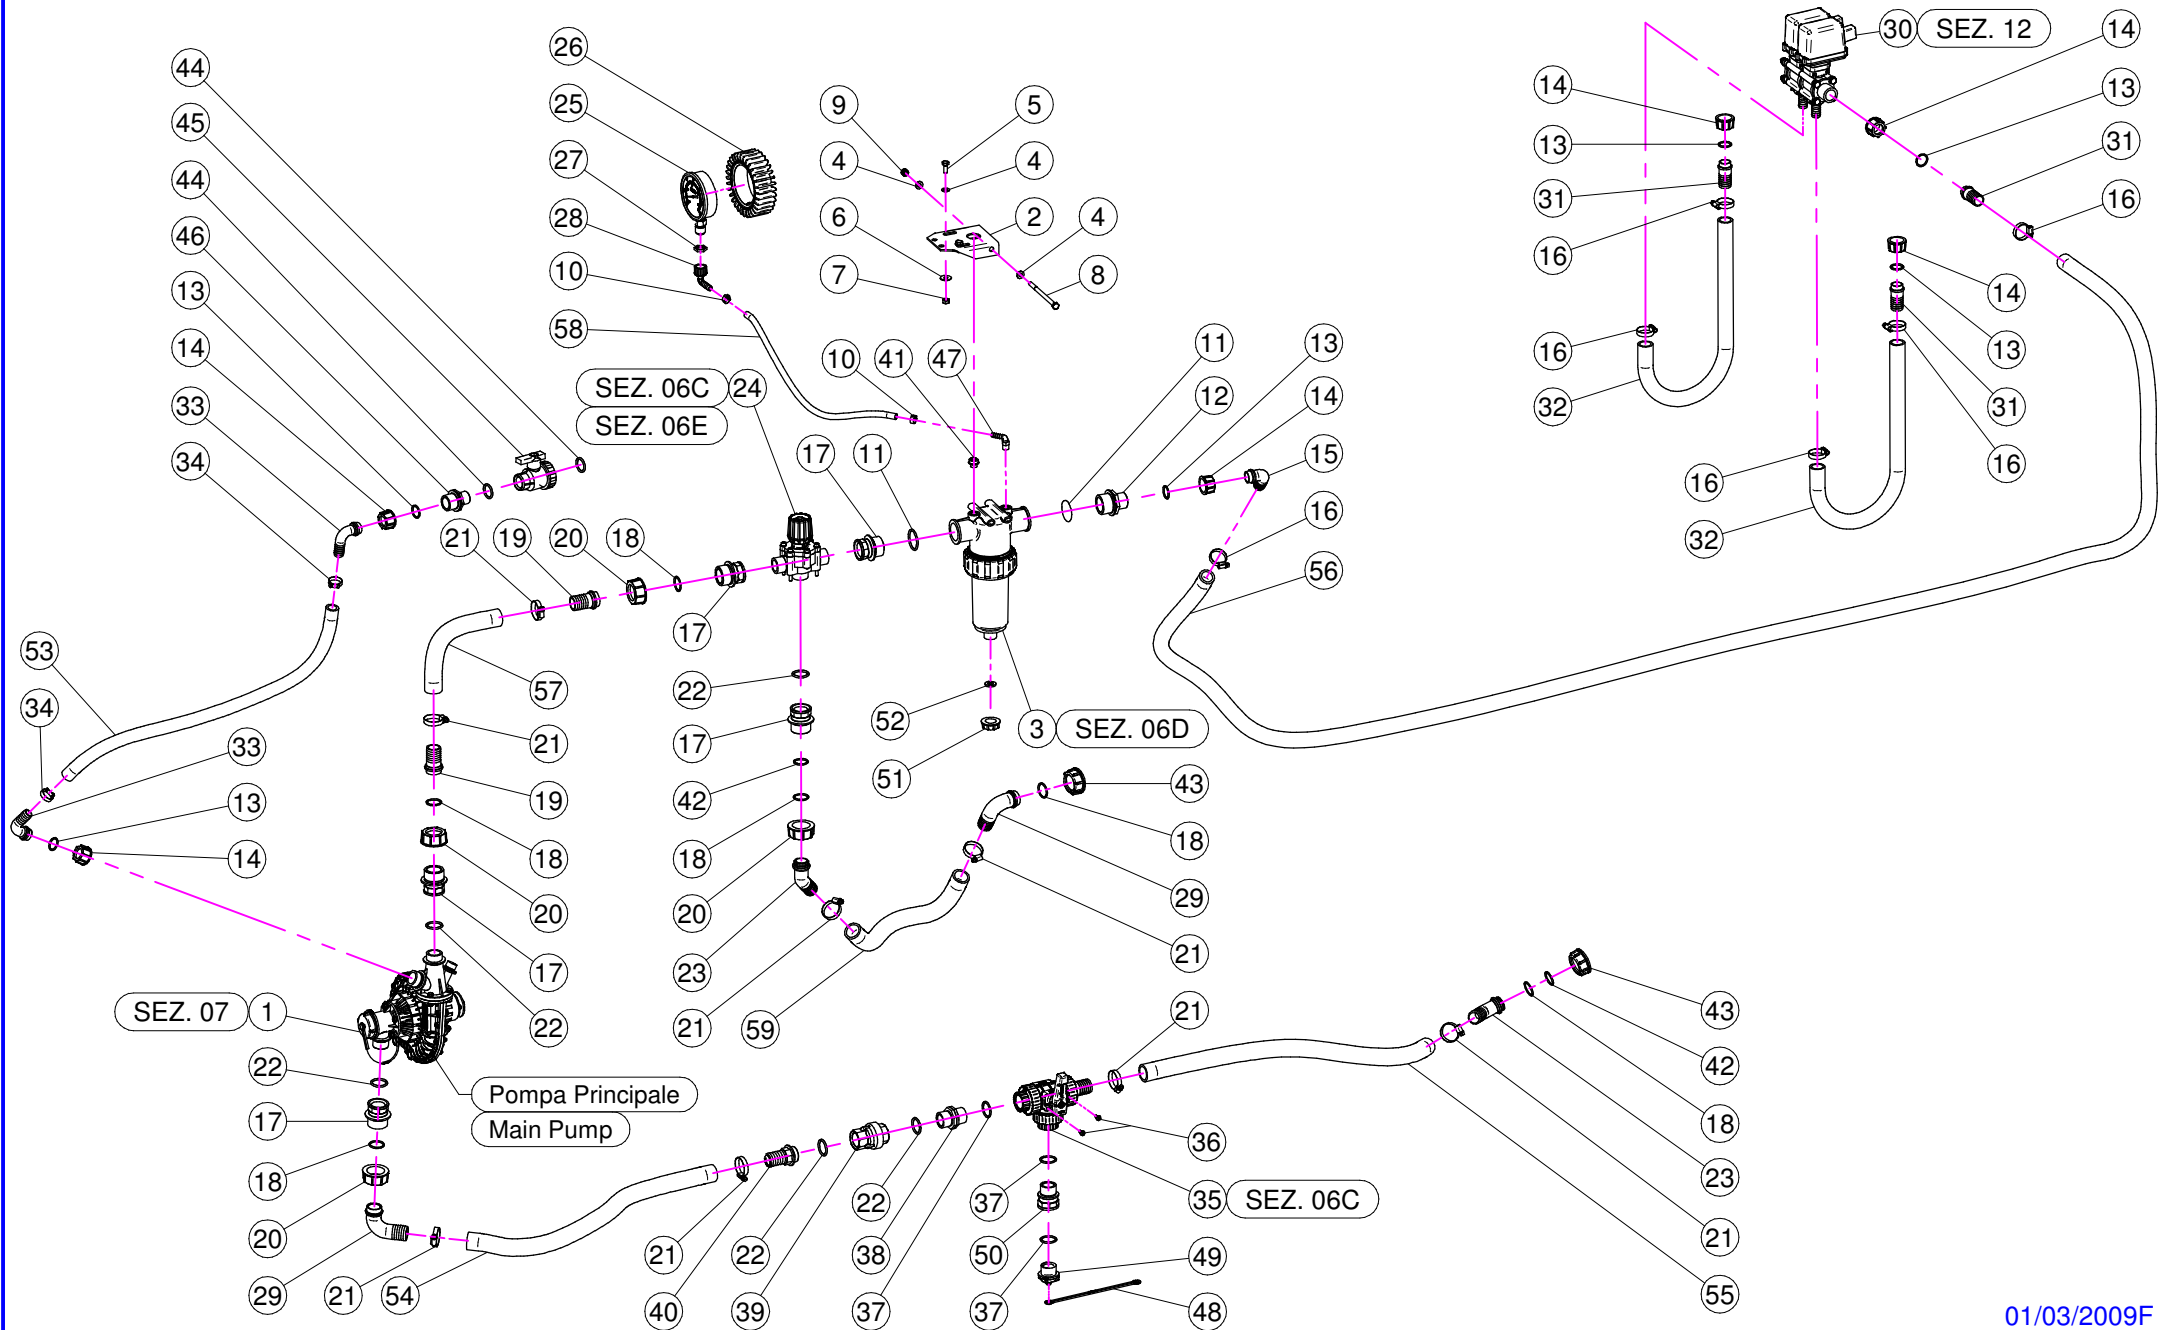 26 30 SEZ. 12 14
44 9 5 14 13
25
45 27 4 4 13 31
44 28 6 2 4 31 16
46 10 7 8 16 14
13 58 13
14 10 41 47 11 13 16
SEZ. 06C 24 12 14 32 31
33 SEZ. 06E
34 17 11 15 16 16
21 19 20 18 16 32
56
53 17
57 22
34 52 3 SEZ. 06D
33 21 17
51 43
13 19 42
14 18 18 18
20 20 29
17 23 21
SEZ. 07 1 22 21 59 21 43
22 42
Pompa Principale
Main Pump
17 36 18
18 37 23
20 21 22 22 35 SEZ. 06C 21
40 39 38 50 49
29 21 54 37 37 48 55
01/03/2009F